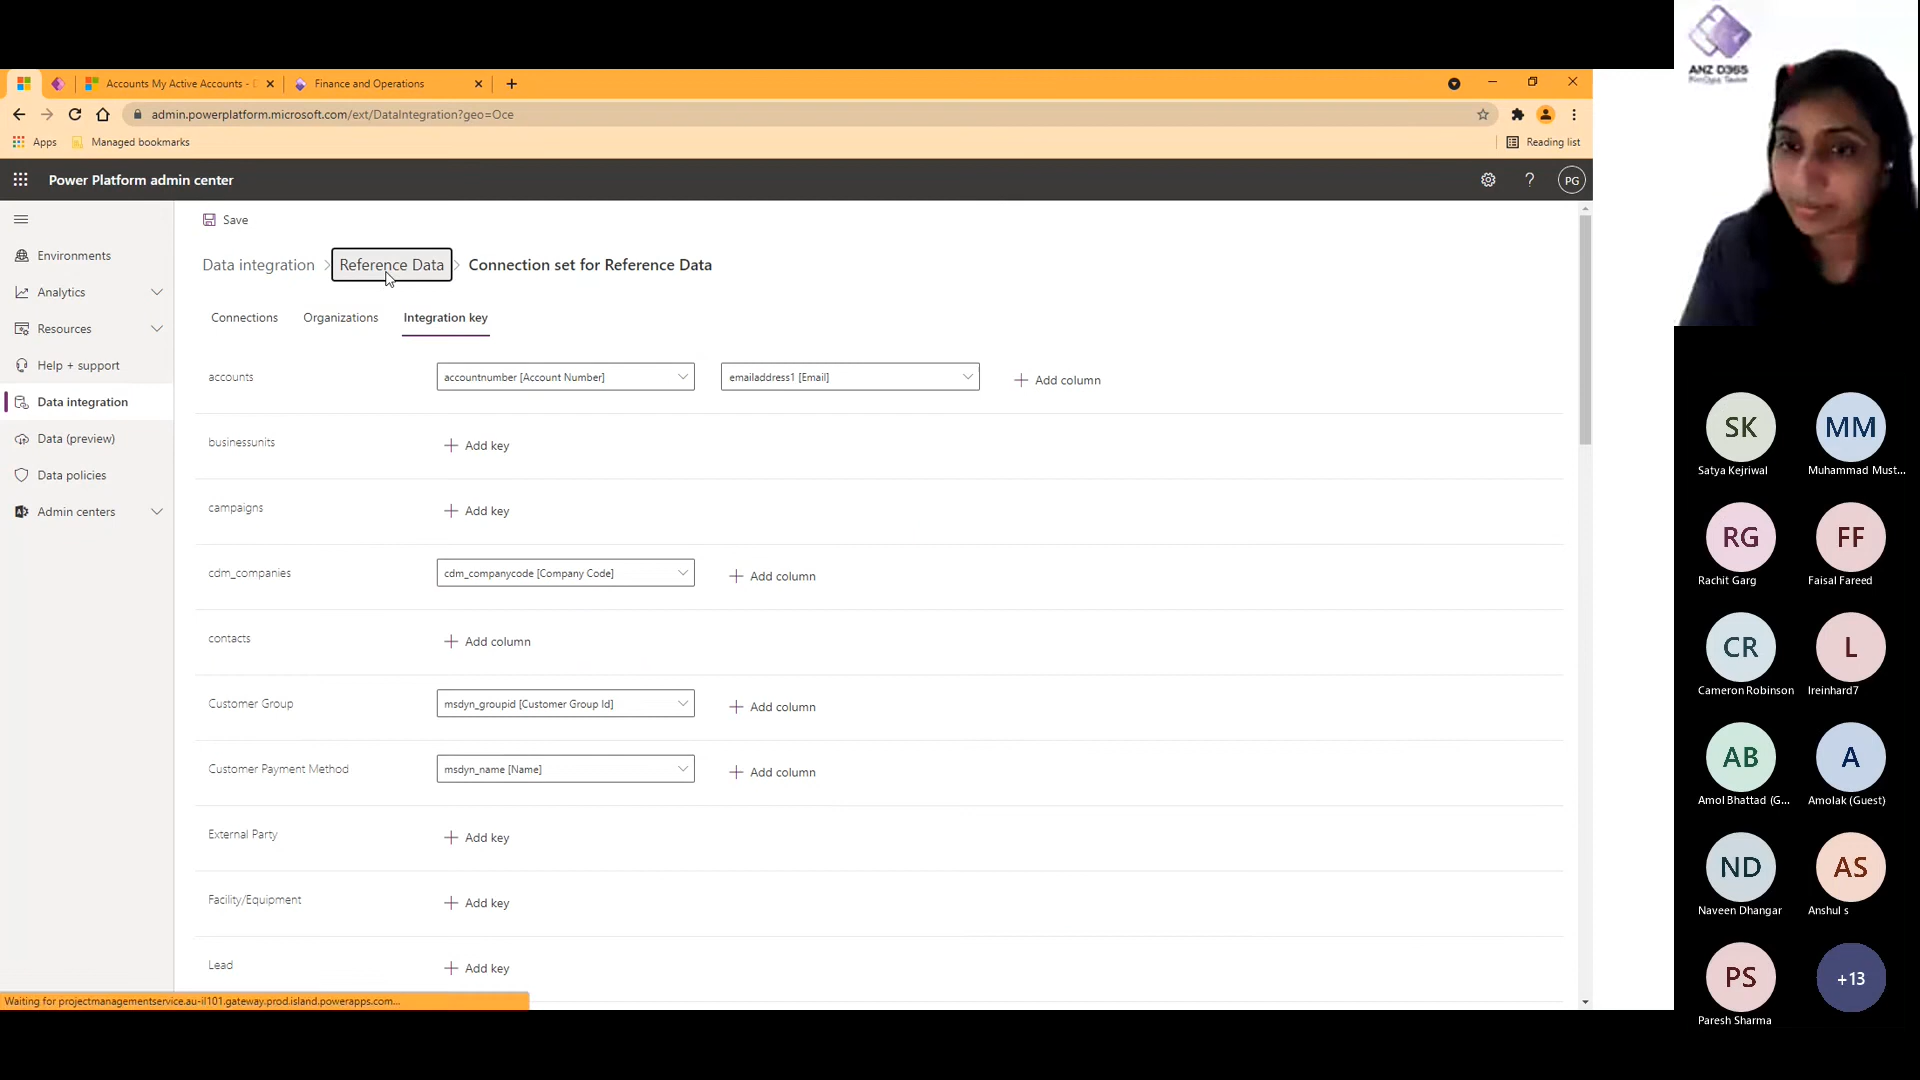 Accounts My Active Accounts -
Finance and Operations
admin.powerplatform.microsoft.com/ext/DataIntegration?geo=Oce
Apps
Managed bookmarks
Reading list
Power Platform admin center
PG
Save
Environments
Analytics
Resources
Help + support
Data integration
Data (preview)
Data policies
Admin centers
Data integration > Reference Data > Connection set for Reference Data
Connections Organizations Integration key
accounts accountnumber [Account Number] emailaddress1 [Email] Add column
businessunits Add key
campaigns Add key
cdm_companies cdm_companycode [Company Code] Add column
contacts Add column
Customer Group msdyn_groupid [Customer Group Id] Add column
Customer Payment Method msdyn_name [Name] Add column
External Party Add key
Facility/Equipment Add key
Lead Add key
Waiting for projectmanagementservice.au-il101.gateway.prod.island.powerapps.com...
ANZ D365
SK MM
Satya Kejriwal Muhammad Must...
RG FF
Rachit Garg Faisal Fareed
CR L
Cameron Robinson lreinhard7
AB A
Amol Bhattad (G... Amolak (Guest)
ND AS
Naveen Dhangar Anshul s
PS +13
Paresh Sharma